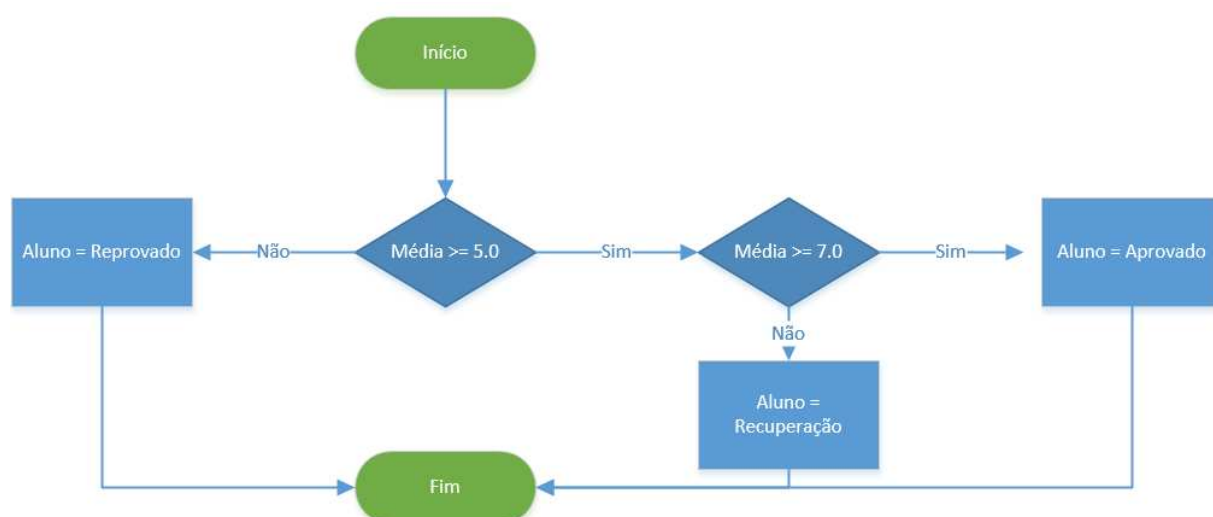 Início
Aluno = Reprovado
Não
Média >= 5.0
Sim
Média >= 7.0
Sim
Aluno = Aprovado
Não
Aluno =
Recuperação
Fim